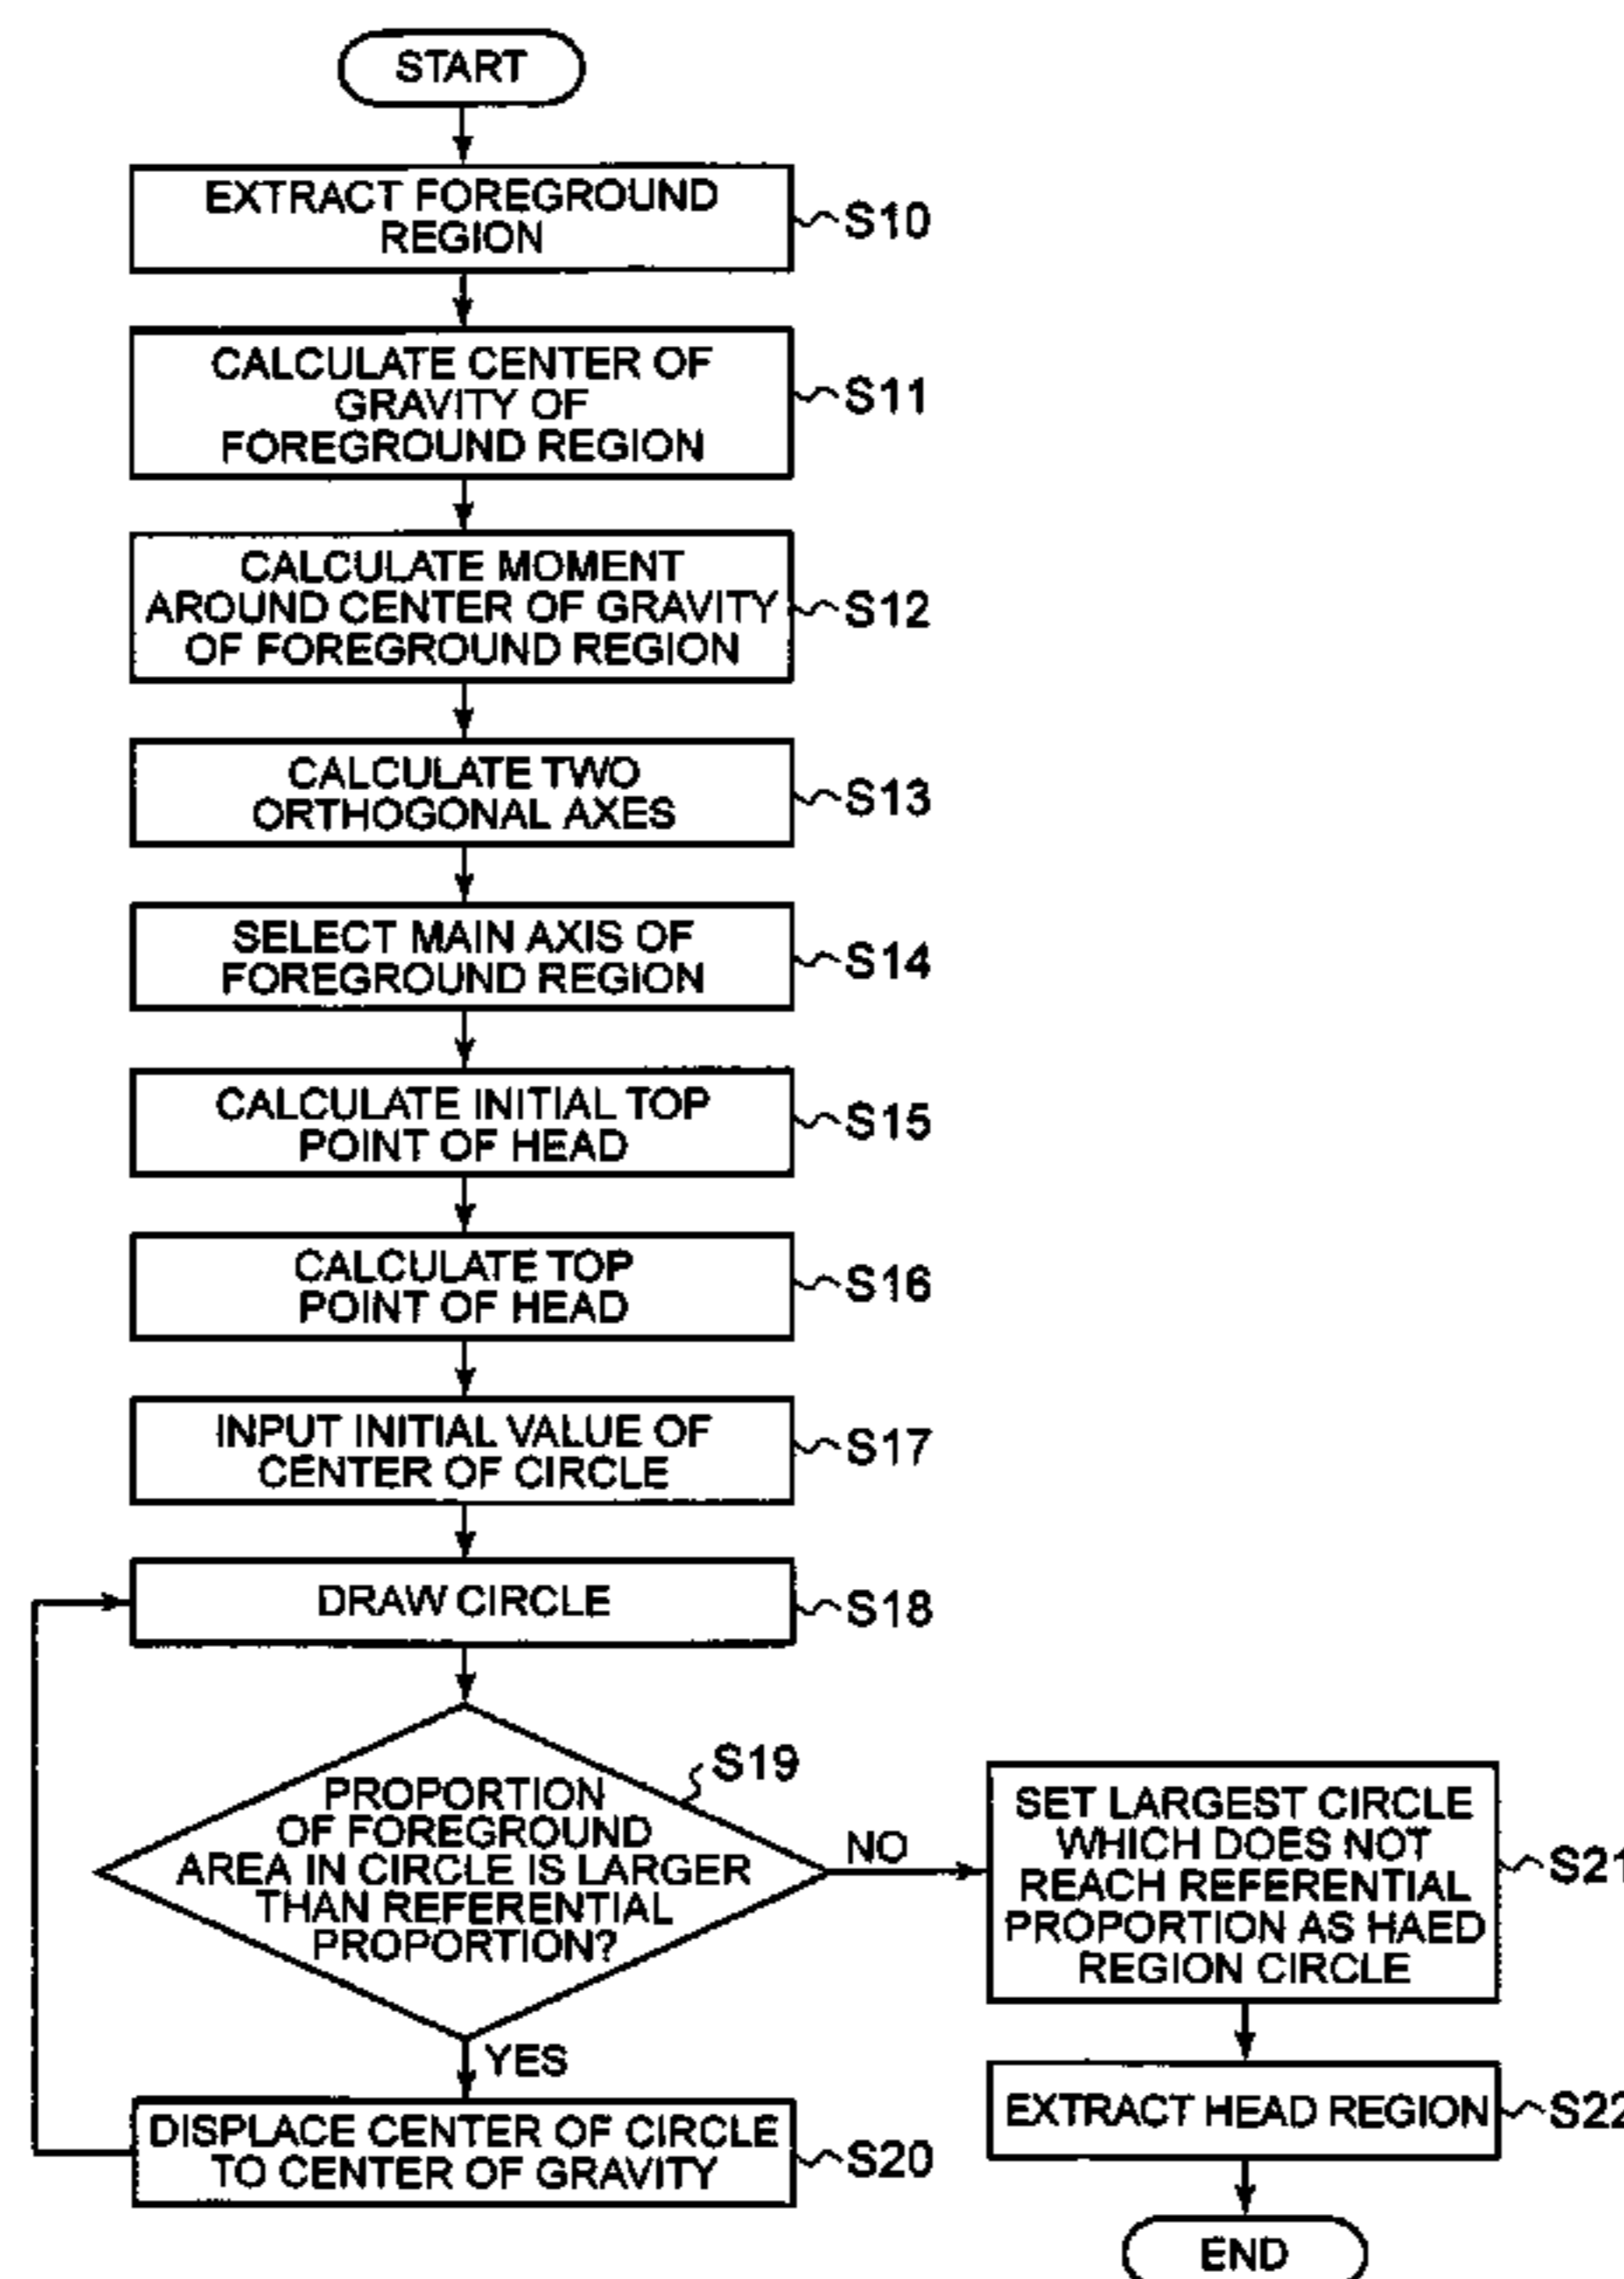 START
EXTRACT FOREGROUND
REGION
S10
CALCULATE CENTER OF
GRAVITY OF
FOREGROUND REGION
S11
CALCULATE MOMENT
AROUND CENTER OF GRAVITY
OF FOREGROUND REGION
S12
CALCULATE TWO
ORTHOGONAL AXES
S13
SELECT MAIN AXIS OF
FOREGROUND REGION
S14
CALCULATE INITIAL TOP
POINT OF HEAD
S15
CALCULATE TOP
POINT OF HEAD
S16
INPUT INITIAL VALUE OF
CENTER OF CIRCLE
S17
DRAW CIRCLE
S18
PROPORTION
OF FOREGROUND
AREA IN CIRCLE IS LARGER
THAN REFERENTIAL
PROPORTION?
S19
NO
YES
DISPLACE CENTER OF CIRCLE
TO CENTER OF GRAVITY
S20
SET LARGEST CIRCLE
WHICH DOES NOT
REACH REFERENTIAL
PROPORTION AS HAED
REGION CIRCLE
S21
EXTRACT HEAD REGION
S22
END